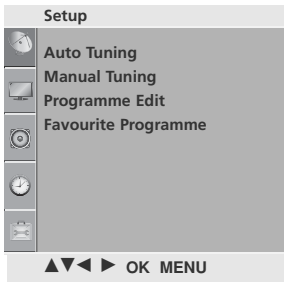 Setup
Auto Tuning
Manual Tuning
Programme Edit
Favourite Programme
▲▼◄ ► OK MENU